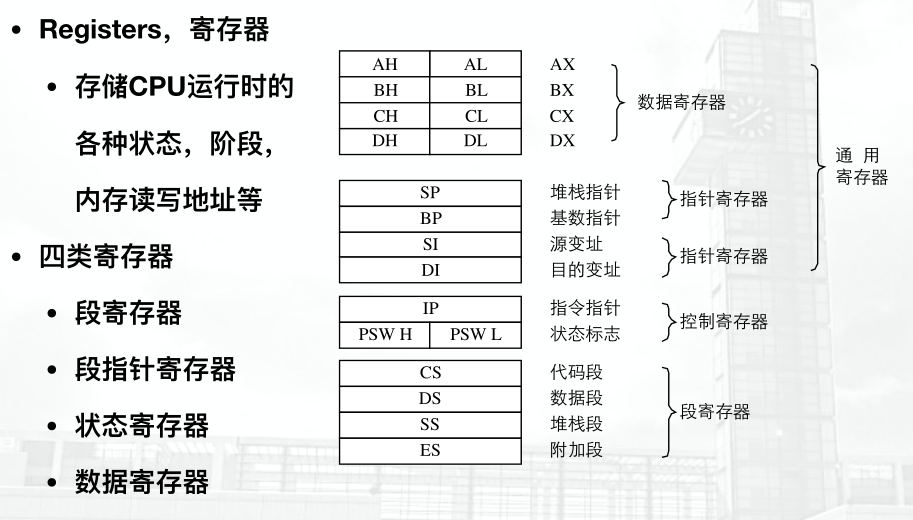 • Registers，寄存器
• 存储CPU运行时的
各种状态，阶段，
内存读写地址等
• 四类寄存器
• 段寄存器
• 段指针寄存器
• 状态寄存器
• 数据寄存器
AH AL AX
BH BL BX
CH CL CX
DH DL DX
数据寄存器
SP 堆栈指针
BP 基数指针
指针寄存器
SI 源变址
DI 目的变址
指针寄存器
通 用
寄存器
IP 指令指针
PSW H PSW L 状态标志
控制寄存器
CS 代码段
DS 数据段
SS 堆栈段
ES 附加段
段寄存器